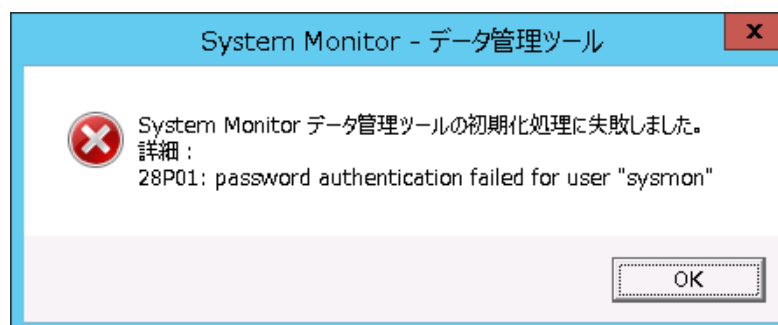 System Monitor - データ管理ツール
x
System Monitor データ管理ツールの初期化処理に失敗しました。
詳細：
28P01: password authentication failed for user "sysmon"
OK